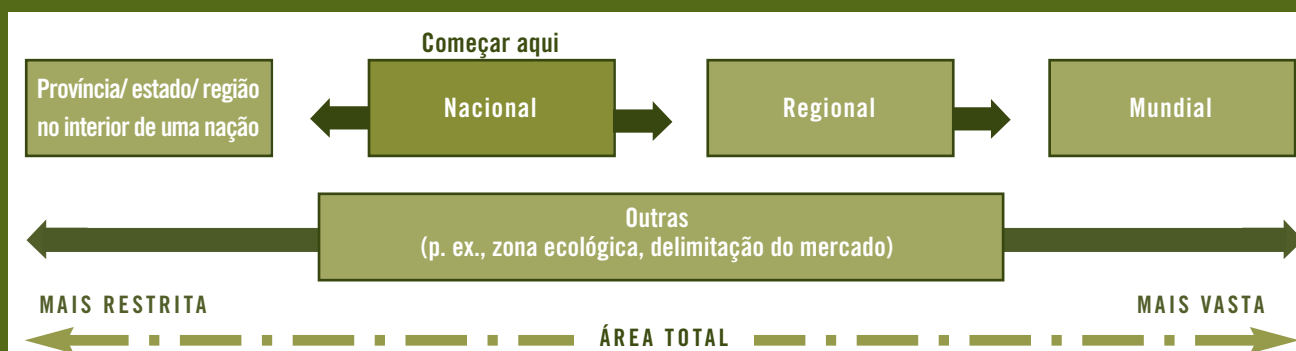 Começar aqui
Província/ estado/ região
no interior de uma nação
Nacional
Regional
Mundial
Outras
(p. ex., zona ecológica, delimitação do mercado)
MAIS RESTRITA
MAIS VASTA
ÁREA TOTAL